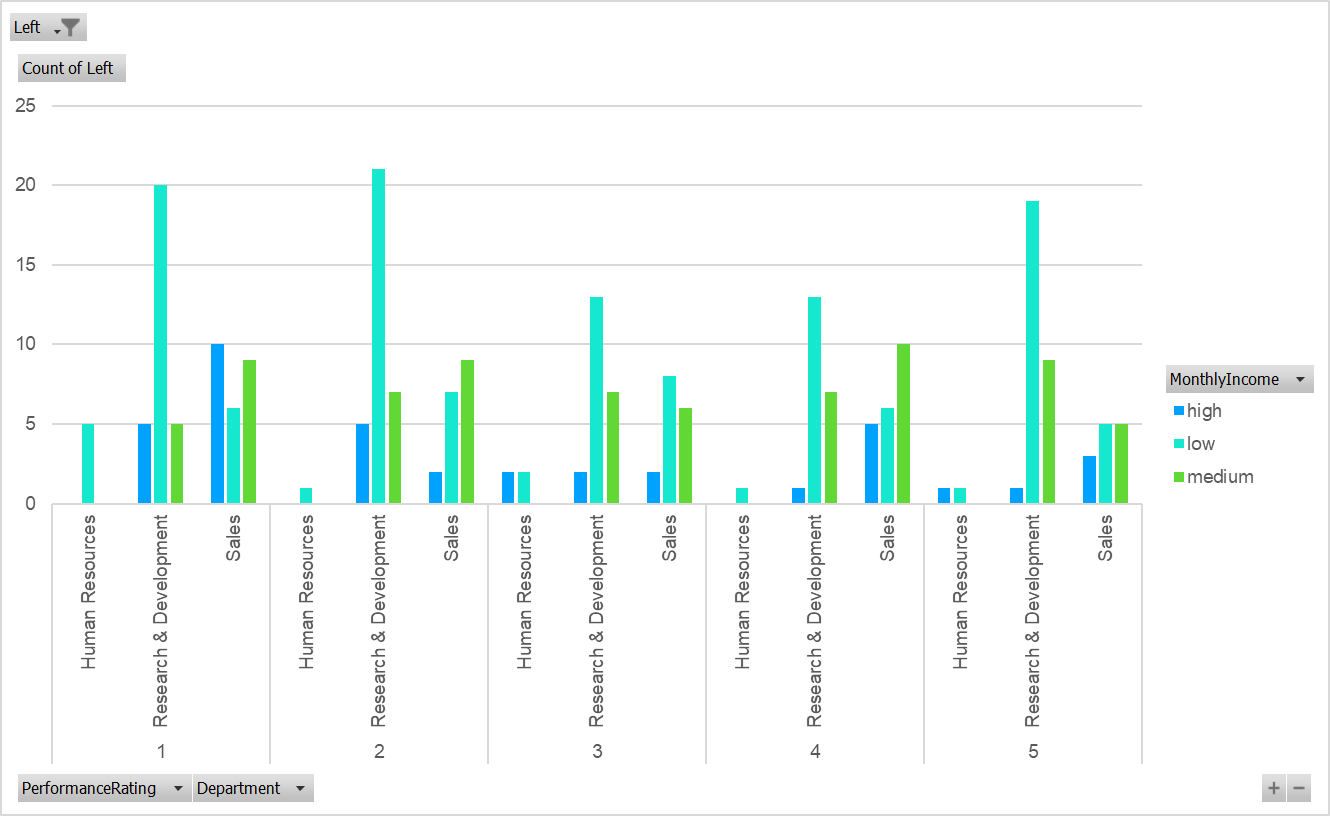 Left
Count of Left
25
20
15
10
5
0
MonthlyIncome
high
low
medium
Human Resources
Research & Development
Sales
Human Resources
Research & Development
Sales
Human Resources
Research & Development
Sales
Human Resources
Research & Development
Sales
Human Resources
Research & Development
Sales
1 2 3 4 5
PerformanceRating Department + −